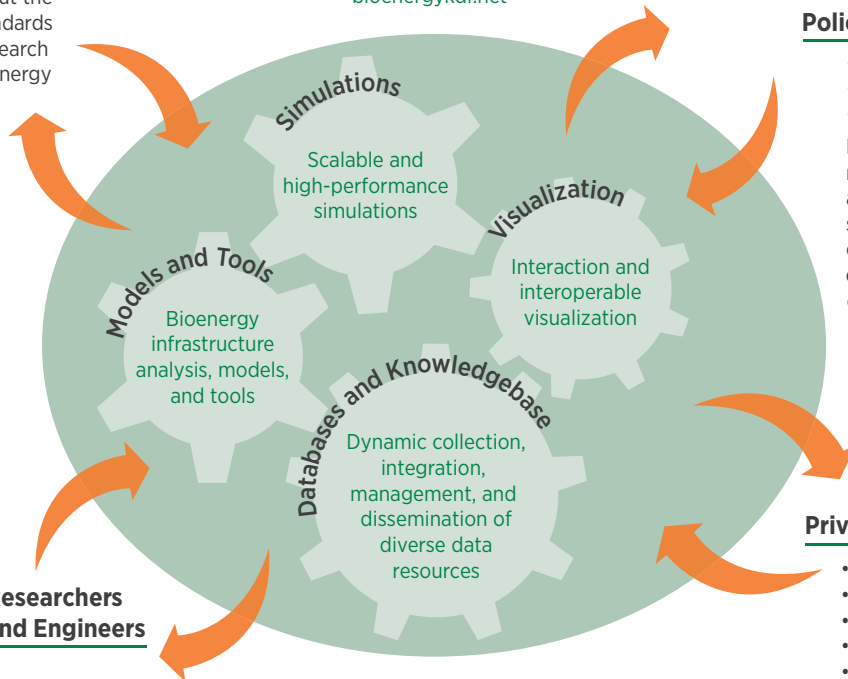 ndards
earch
nergy
bioenergykdf.net
Simulations
Scalable and
high-performance
simulations
Visualization
Interaction and
interoperable
visualization
Models and Tools
Bioenergy
infrastructure
analysis, models,
and tools
Databases and Knowledgebase
Dynamic collection,
integration,
management, and
dissemination of
diverse data
resources
esearchers
nd Engineers
Polic
Priv